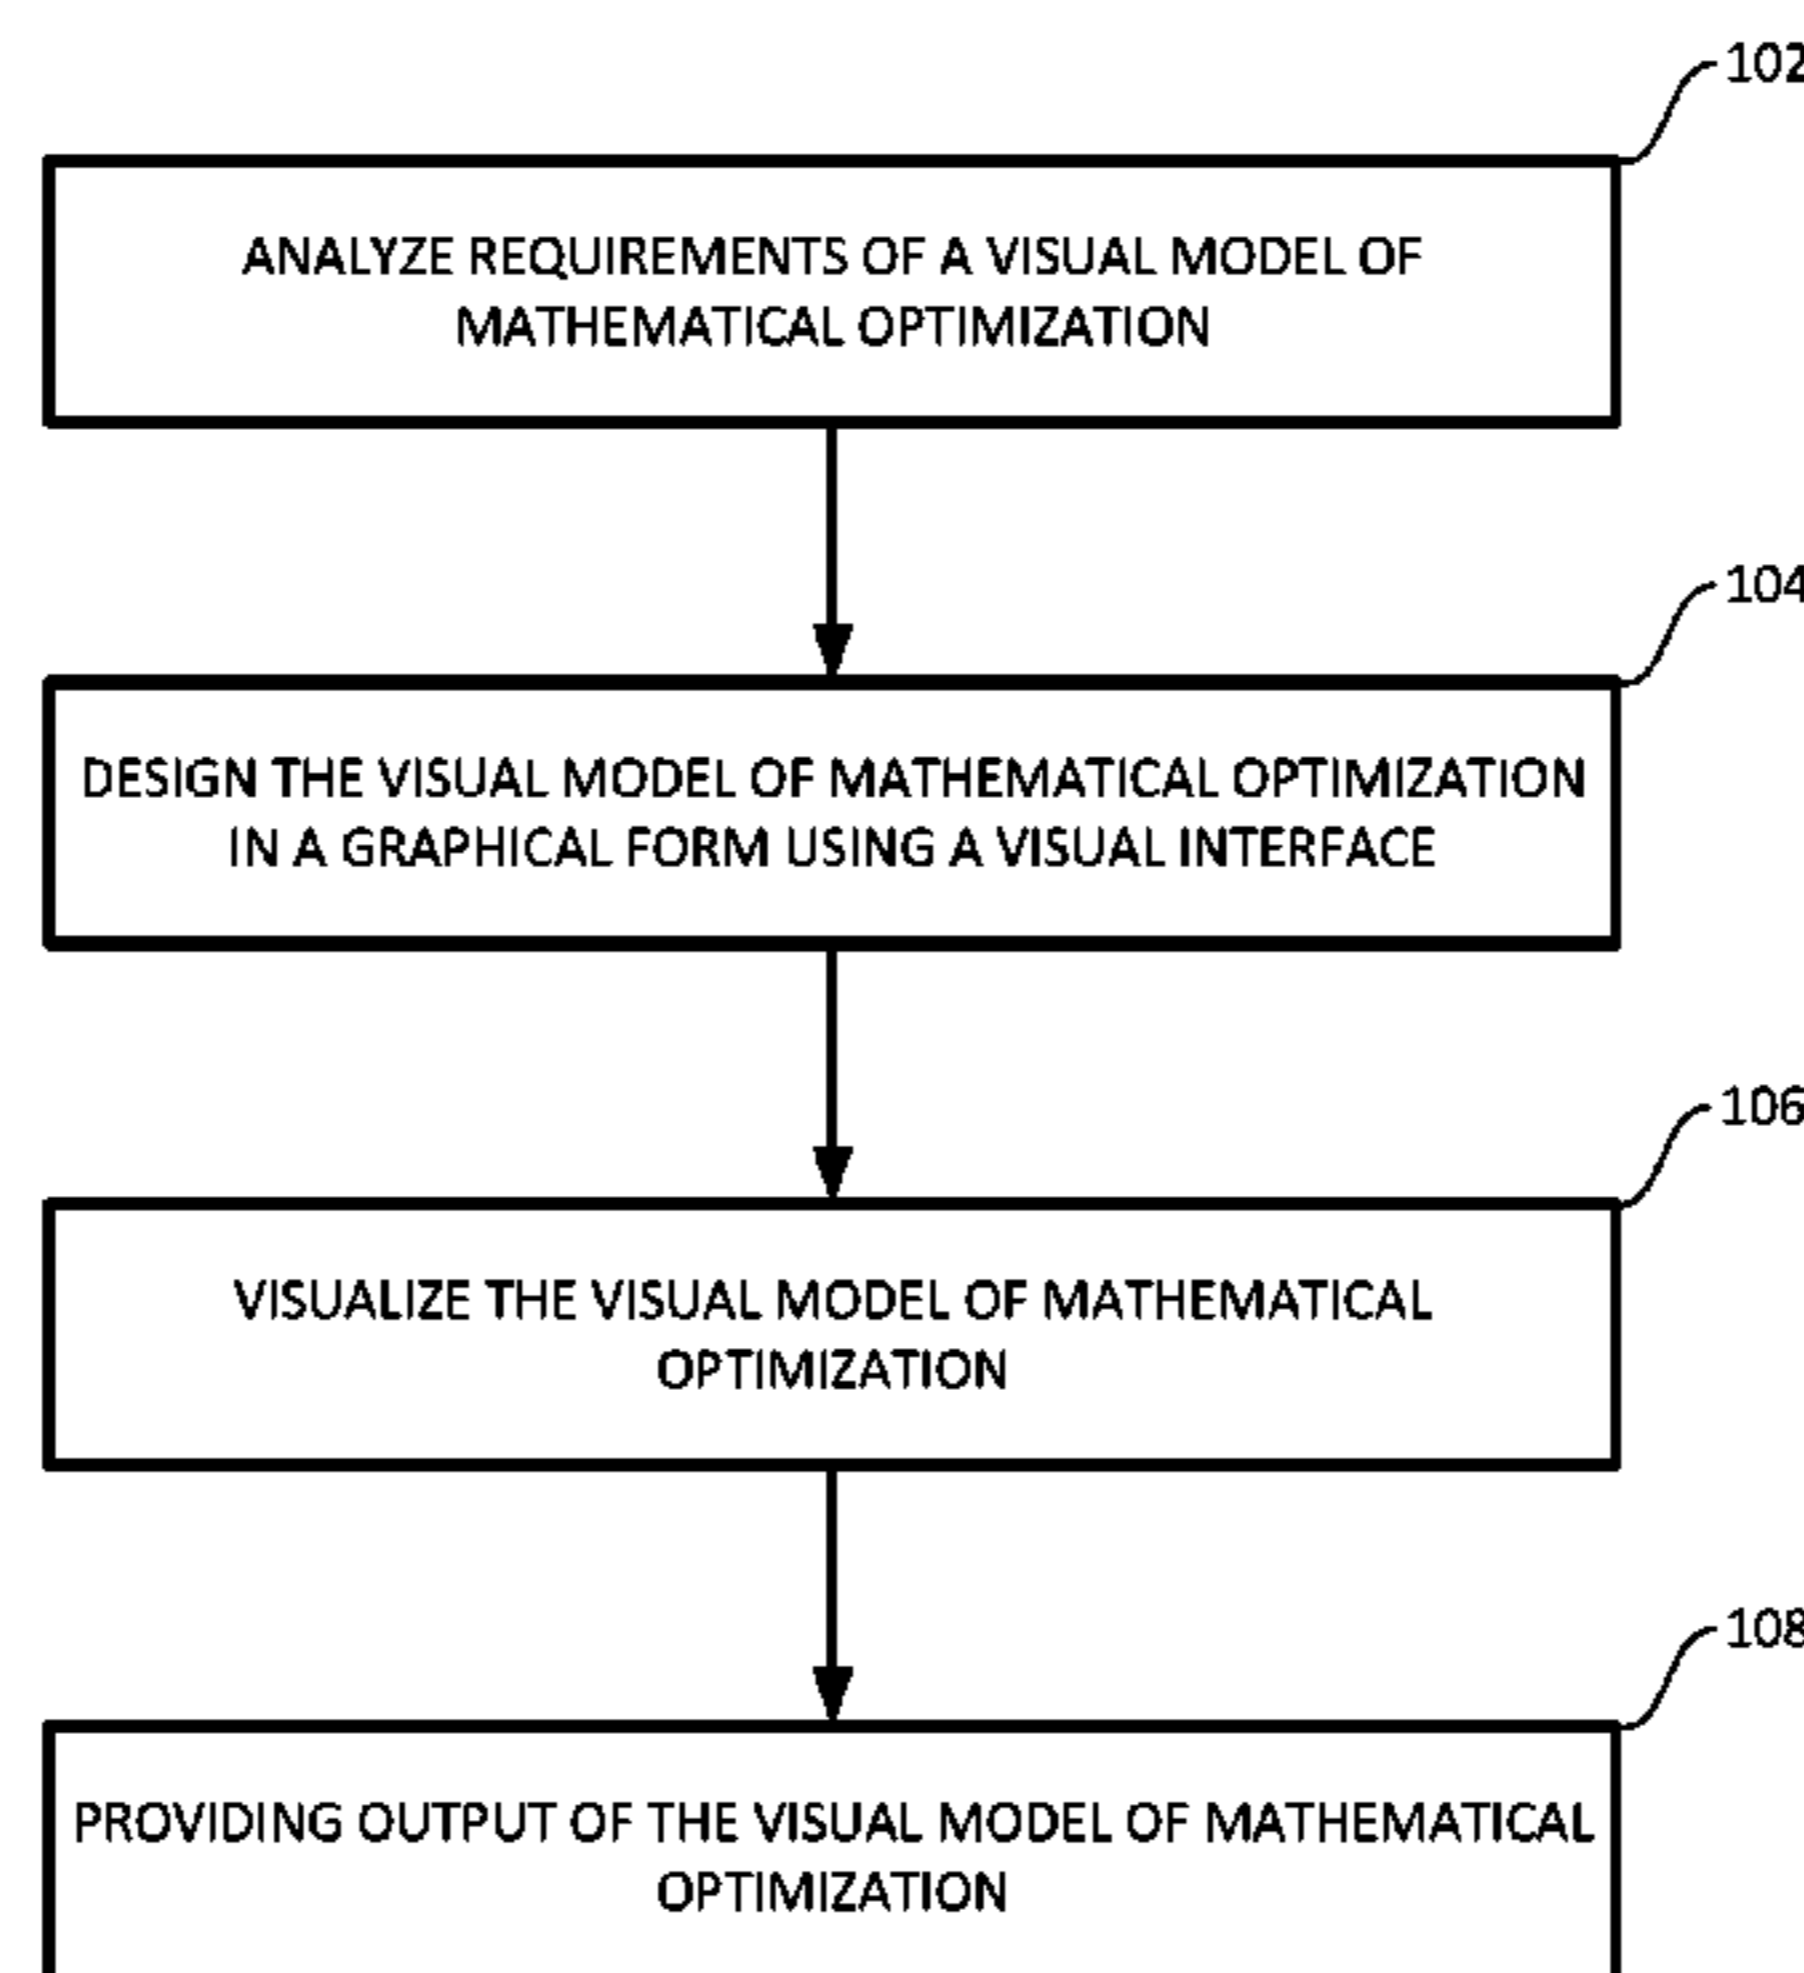 102
ANALYZE REQUIREMENTS OF A VISUAL MODEL OF
MATHEMATICAL OPTIMIZATION
104
DESIGN THE VISUAL MODEL OF MATHEMATICAL OPTIMIZATION
IN A GRAPHICAL FORM USING A VISUAL INTERFACE
106
VISUALIZE THE VISUAL MODEL OF MATHEMATICAL
OPTIMIZATION
108
PROVIDING OUTPUT OF THE VISUAL MODEL OF MATHEMATICAL
OPTIMIZATION